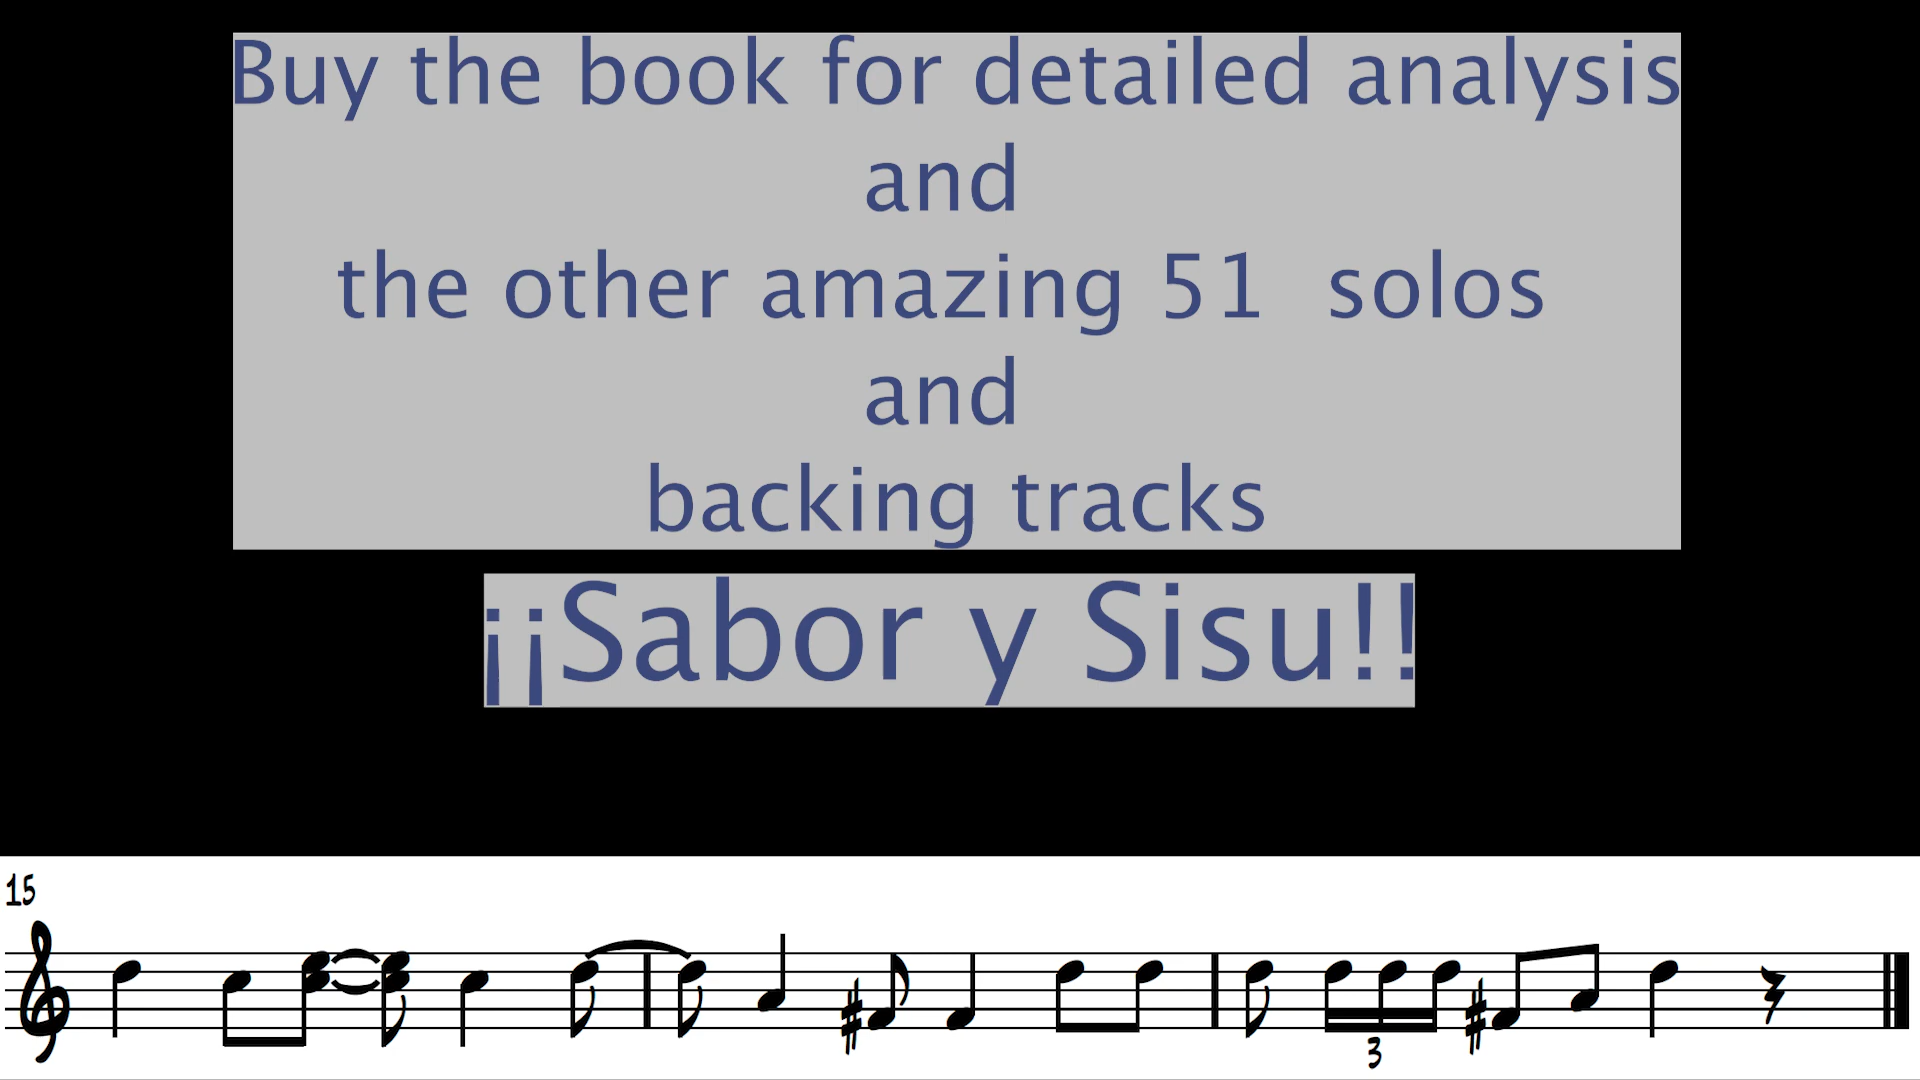 Buy the book for detailed analysis
and
the other amazing 51 solos
and
backing tracks
¡¡Sabor y Sisu!!
15
3